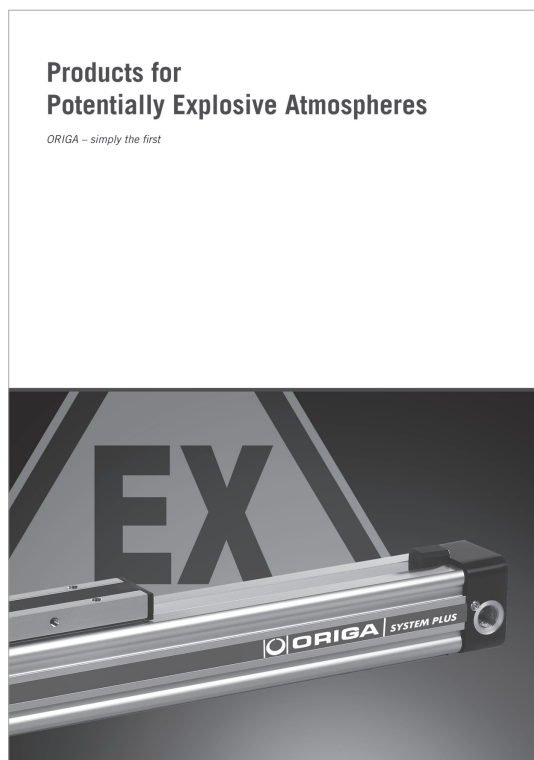 Products for
Potentially Explosive Atmospheres
ORIGA – simply the first
EX
ORIGA SYSTEM PLUS